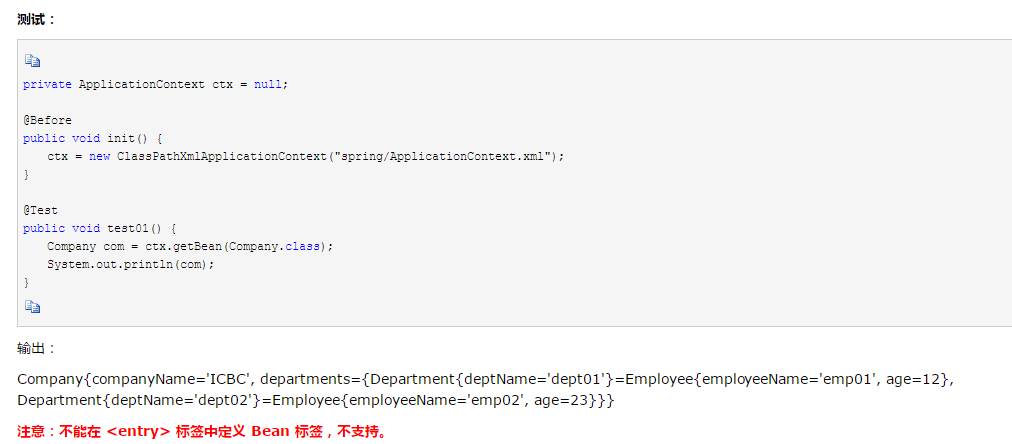 测试：
private ApplicationContext ctx = null;
@Before
public void init() {
ctx = new ClassPathXmlApplicationContext("spring/ApplicationContext.xml");
}
@Test
public void test01() {
Company com = ctx.getBean(Company.class);
System.out.println(com);
}
输出：
Company{companyName='ICBC', departments={Department{deptName='dept01'}=Employee{employeeName='emp01', age=12},
Department{deptName='dept02'}=Employee{employeeName='emp02', age=23}}}
注意：不能在 <entry> 标签中定义 Bean 标签，不支持。